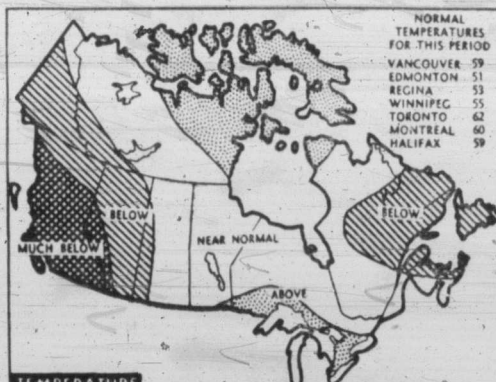 NORMAL
TEMPERATURES
FOR THIS PERIOD
VANCOUVER 59
EDMONTON 51
REGINA 53
WINNIPEG 55
TORONTO 62
MONTREAL 60
HALIFAX 59
BELOW
BELOW
MUCH BELOW
NEAR NORMAL
ABOVE
TEMPERATURE